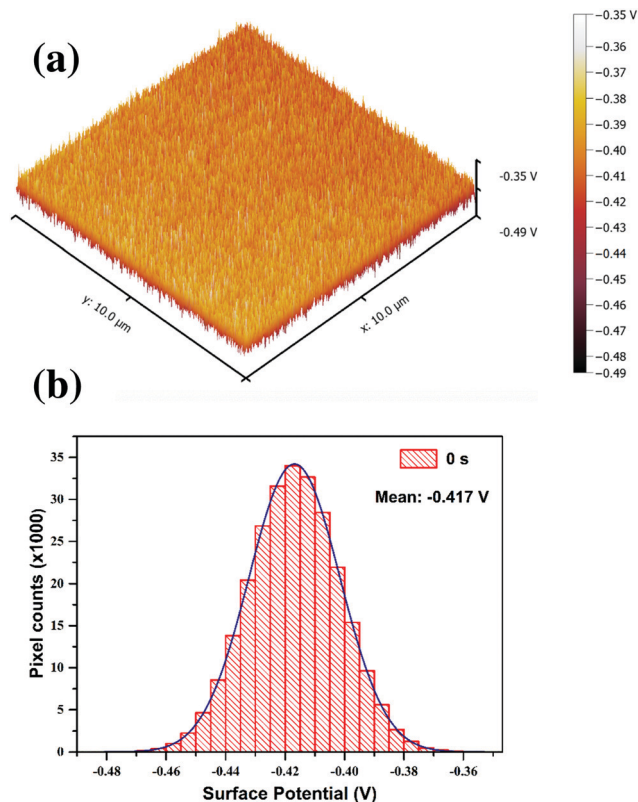 (a)
−0.35 V
−0.36
−0.37
−0.38
−0.39
−0.40
−0.41
−0.42
−0.43
−0.44
−0.45
−0.46
−0.47
−0.48
−0.49
-0.35 V
-0.49 V
y: 10.0 µm
x: 10.0 µm
(b)
35
30
25
20
15
10
5
0
Pixel counts (x1000)
0 s
Mean: -0.417 V
-0.48
-0.46
-0.44
-0.42
-0.40
-0.38
-0.36
Surface Potential (V)